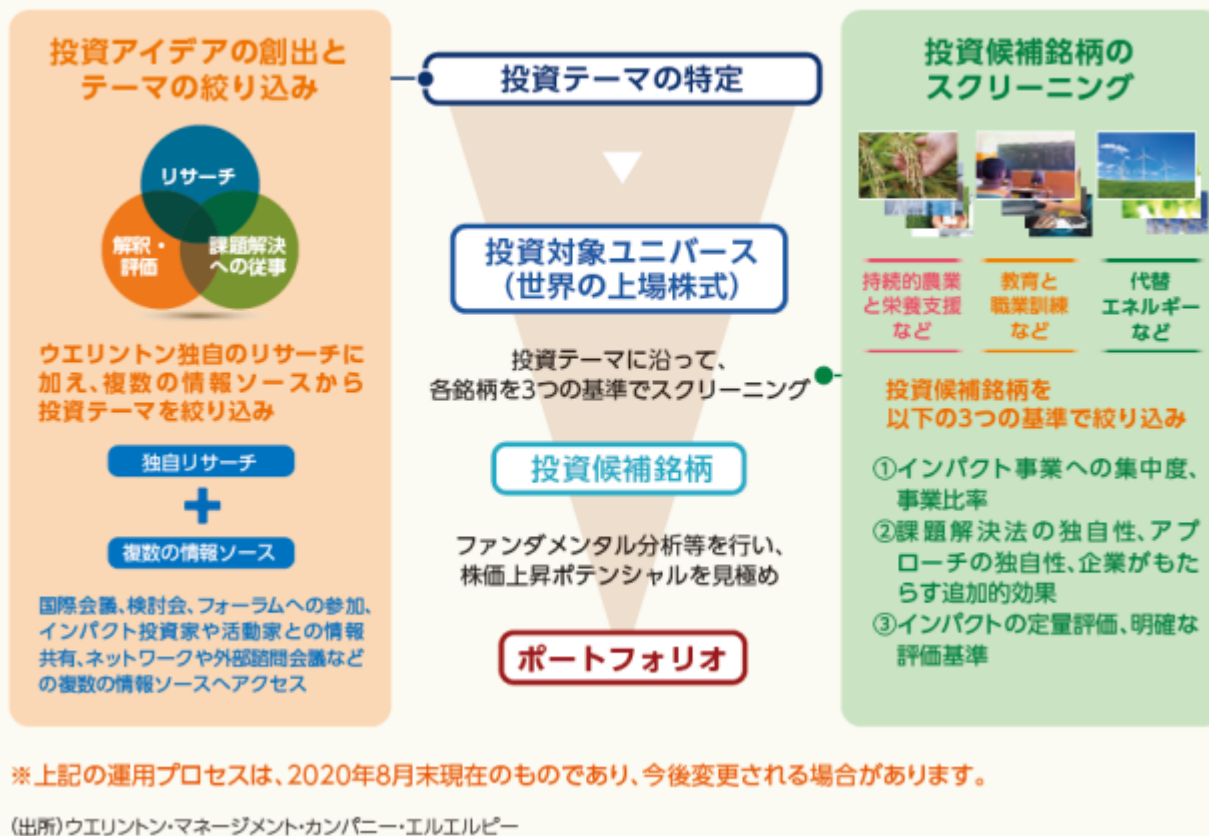 投資アイデアの創出と
テーマの絞り込み
リサーチ
解釈・
評価
課題解決
への従事
ウエリントン独自のリサーチに
加え、複数の情報ソースから
投資テーマを絞り込み
独自リサーチ
+
複数の情報ソース
国際会議、検討会、フォーラムへの参加、
インパクト投資家や活動家との情報
共有、ネットワークや外部諮問会議など
の複数の情報ソースへアクセス
投資テーマの特定
投資対象ユニバース
(世界の上場株式)
投資テーマに沿って、
各銘柄を3つの基準でスクリーニング
投資候補銘柄
ファンダメンタル分析等を行い、
株価上昇ポテンシャルを見極め
ポートフォリオ
投資候補銘柄の
スクリーニング
持続的農業
と栄養支援
など
教育と
職業訓練
など
代替
エネルギー
など
投資候補銘柄を
以下の3つの基準で絞り込み
①インパクト事業への集中度、
事業比率
②課題解決法の独自性、アプ
ローチの独自性、企業がもた
らす追加的効果
③インパクトの定量評価、明確な
評価基準
※上記の運用プロセスは、2020年8月末現在のものであり、今後変更される場合があります。
(出所)ウエリントン・マネージメント・カンパニー・エルエルピー